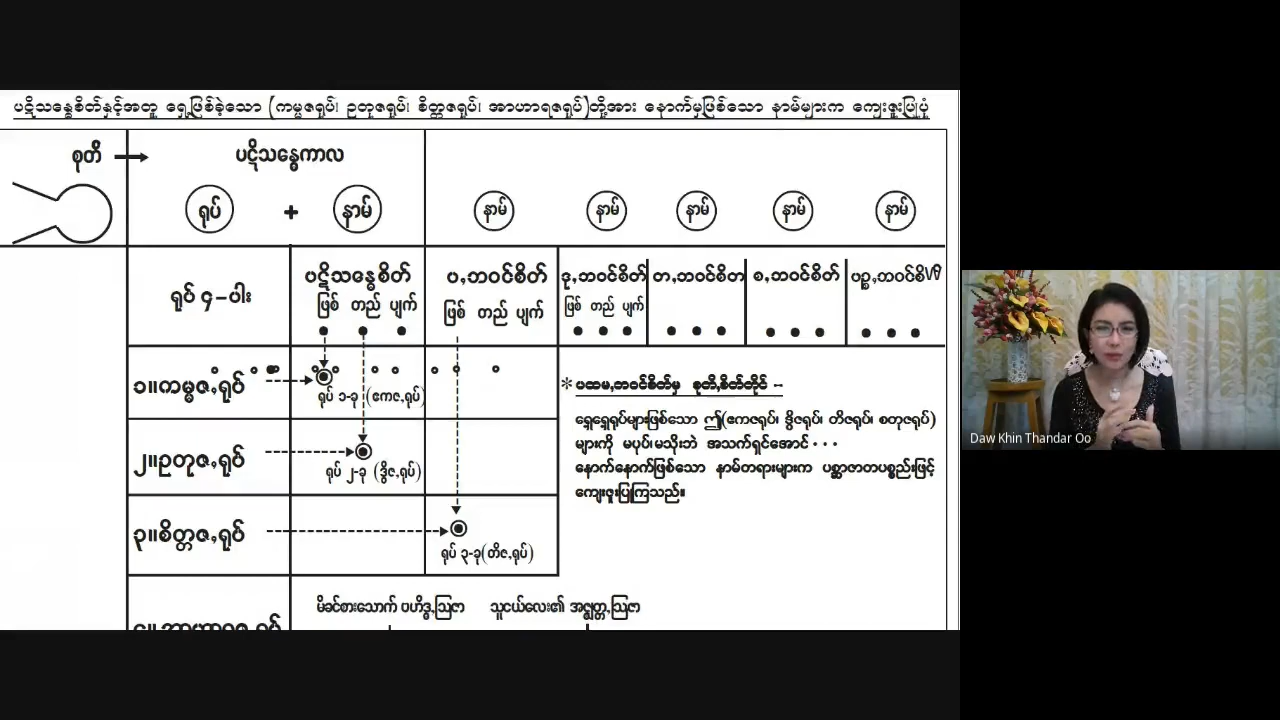 ပဋိသန္ဓေစိတ်နှင့်အတူ ရှေ့ဖြစ်ခဲ့သော (ကမ္မဇရုပ်၊ ဥတုဇရုပ်၊ စိတ္တဇရုပ်၊ အာဟာရဇရုပ်)တို့အား နောက်မှဖြစ်သော နာမ်များက ကျေးဇူးပြုပုံ
စုတိ ပဋိသန္ဓေကာလ
ရုပ် + နာမ် နာမ် နာမ် နာမ် နာမ် နာမ်
ရုပ် ၄-ပါး ပဋိသန္ဓေစိတ် ပ,ဘဝင်စိတ် ဒု,ဘဝင်စိတ် တ,ဘဝင်စိတ် စ,ဘဝင်စိတ် ပဉ္စ,ဘဝင်စိတ်
ဖြစ် တည် ပျက် ဖြစ် တည် ပျက် ဖြစ် တည် ပျက်
၁။ကမ္မဇ,ရုပ်
ရုပ် ၁-ခု (ဧကဇ,ရုပ်)
၂။ဥတုဇ,ရုပ်
ရုပ် ၂-ခု (ဒွိဇ,ရုပ်)
၃။စိတ္တဇ,ရုပ်
ရုပ် ၃-ခု(တိဇ,ရုပ်)
*ပထမ,ဘဝင်စိတ်မှ စုတိ,စိတ်တိုင် --
ရှေ့ရှေ့ရုပ်များဖြစ်သော ဤ(ဧကဇရုပ်၊ ဒွိဇရုပ်၊ တိဇရုပ်၊ စတုဇရုပ်)
များကို မပုပ်၊မသိုးဘဲ အသက်ရှင်အောင် • • •
နောက်နောက်ဖြစ်သော နာမ်တရားများက ပစ္ဆာဇာတပစ္စည်းဖြင့်
ကျေးဇူးပြုကြသည်။
မိခင်စားသောက် ဗဟိဒ္ဓ,ဩဇာ သူငယ်လေး၏ အဇ္ဈတ္တ,ဩဇာ
Daw Khin Thandar Oo